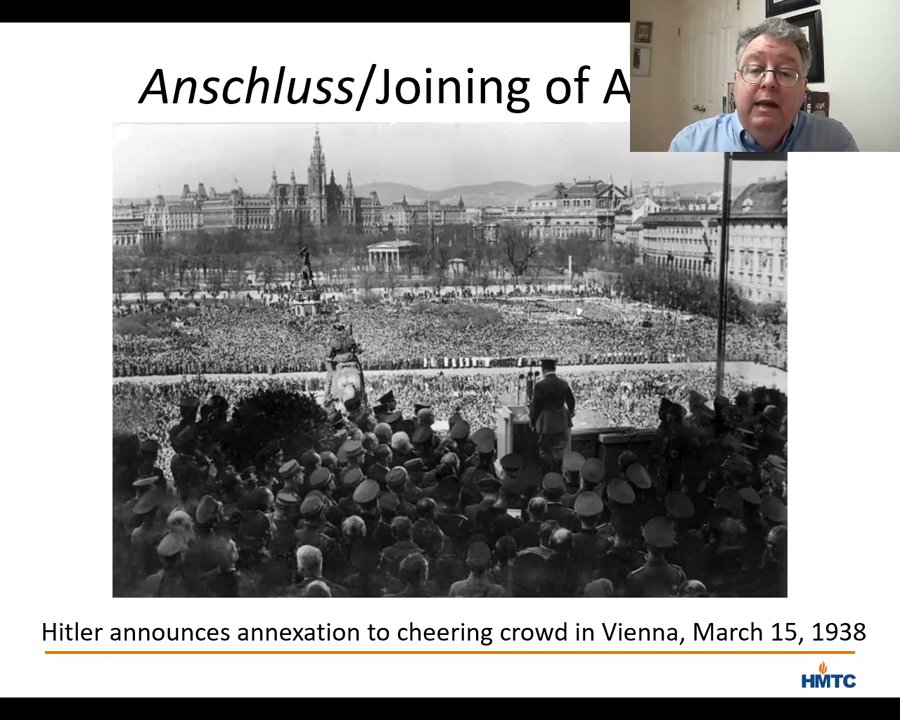 Anschluss/Joining of A
Hitler announces annexation to cheering crowd in Vienna, March 15, 1938
HMTC